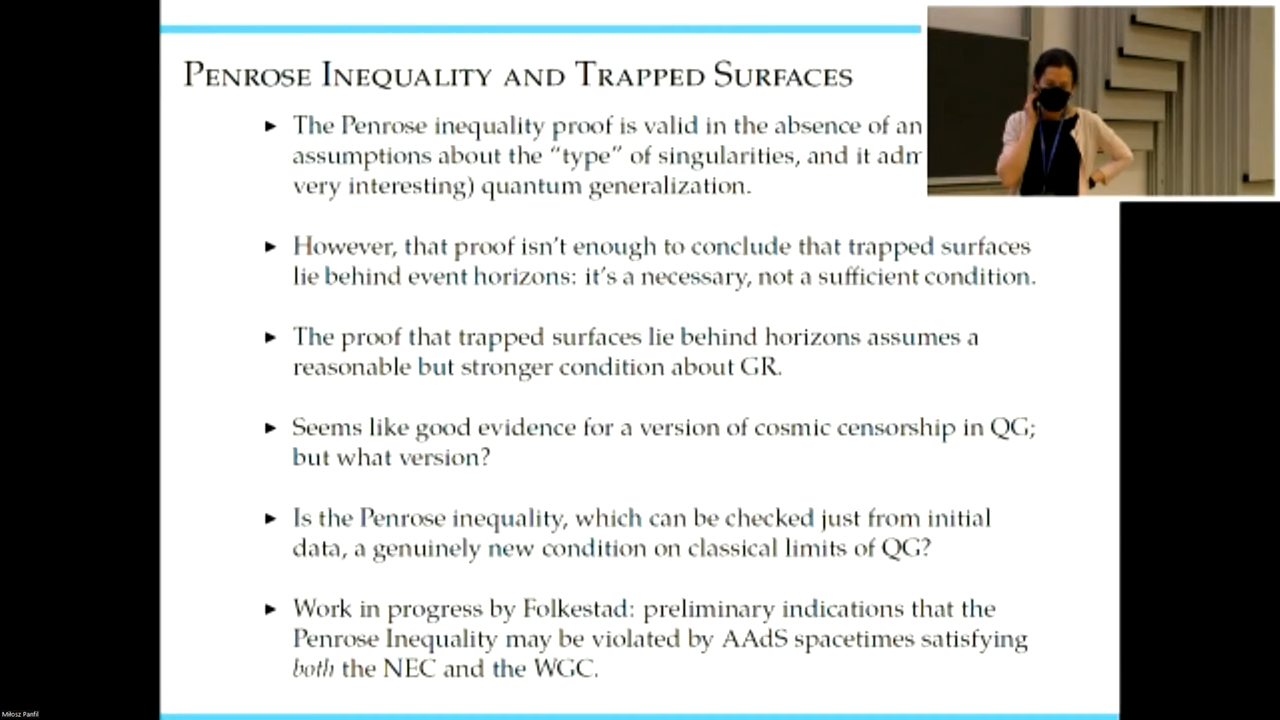 PENROSE INEQUALITY AND TRAPPED SURFACES
▶ The Penrose inequality proof is valid in the absence of an
assumptions about the “type” of singularities, and it adm
very interesting) quantum generalization.
▶ However, that proof isn’t enough to conclude that trapped surfaces
lie behind event horizons: it’s a necessary, not a sufficient condition.
▶ The proof that trapped surfaces lie behind horizons assumes a
reasonable but stronger condition about GR.
▶ Seems like good evidence for a version of cosmic censorship in QG;
but what version?
▶ Is the Penrose inequality, which can be checked just from initial
data, a genuinely new condition on classical limits of QG?
▶ Work in progress by Folkestad: preliminary indications that the
Penrose Inequality may be violated by AAdS spacetimes satisfying
both the NEC and the WGC.
Miłosz Panfil